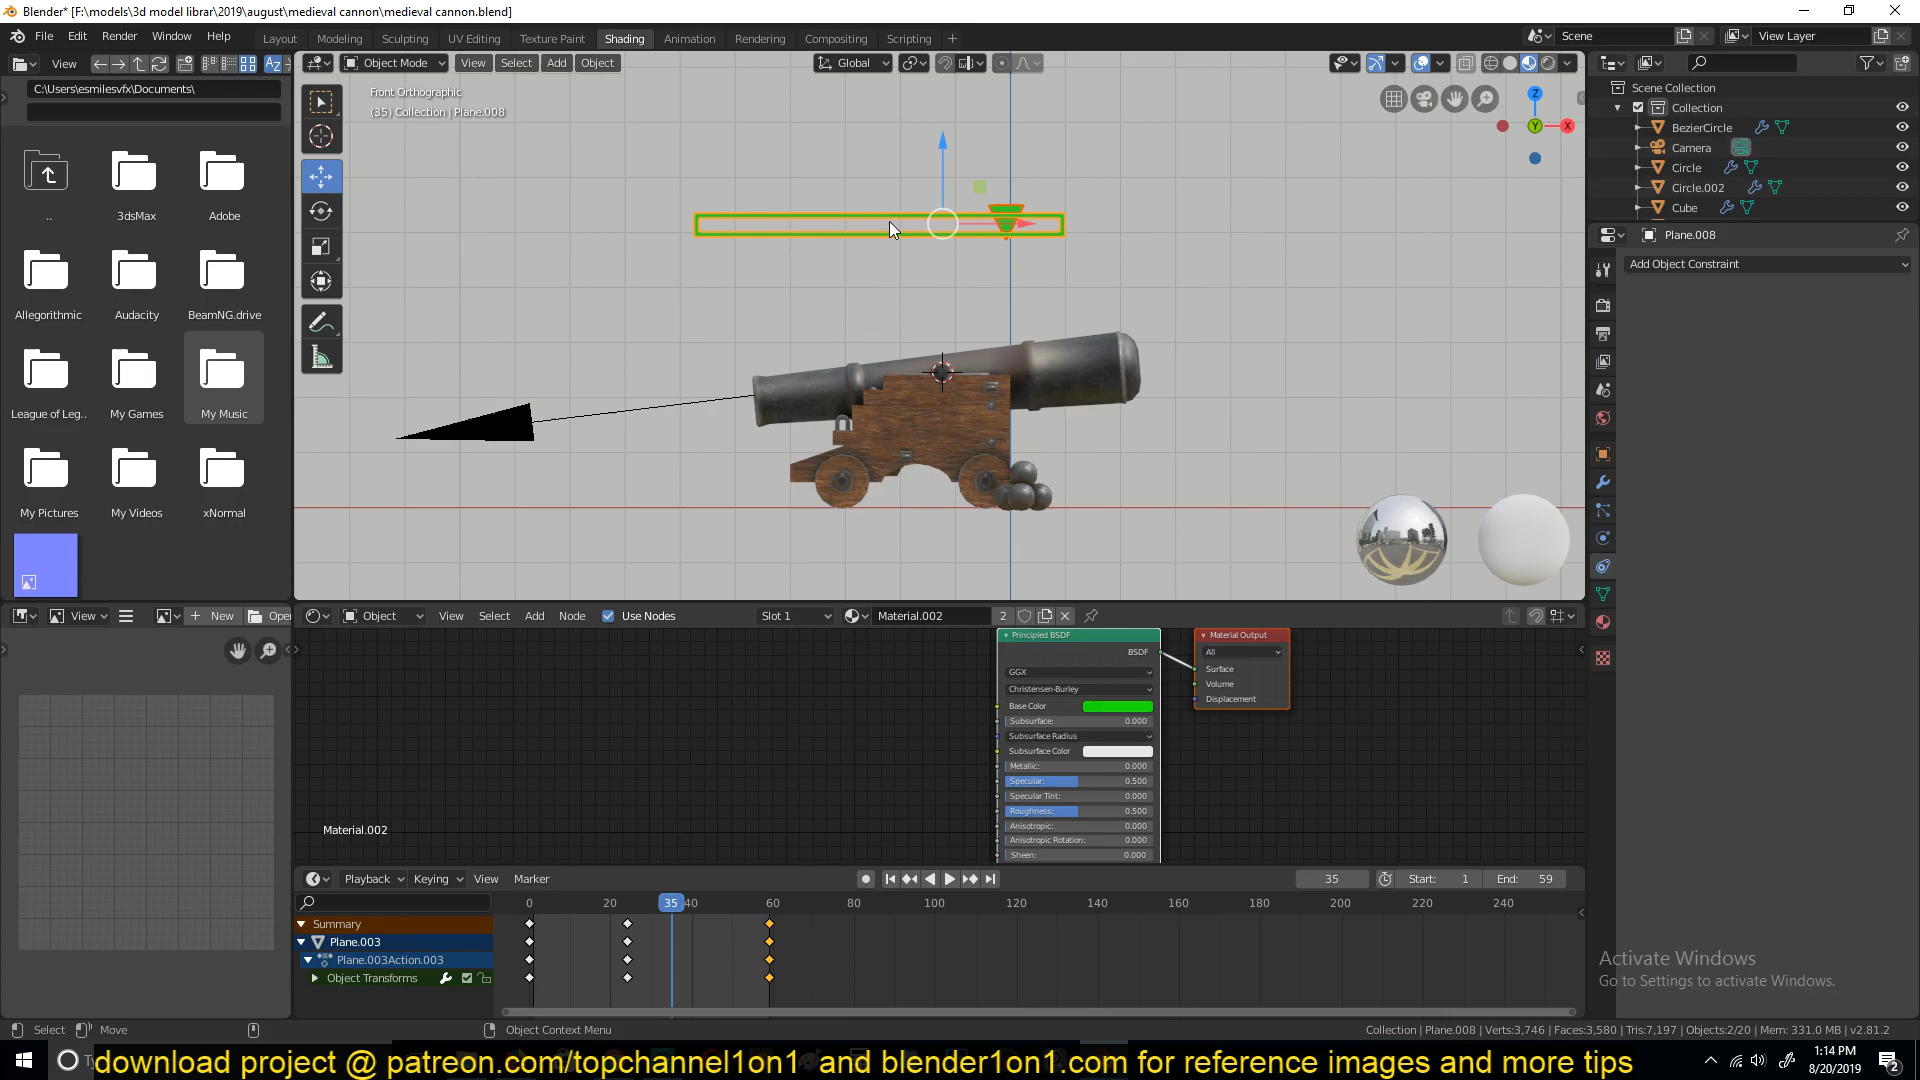 Blender* [F:\models\3d model librar\2019\august\medieval cannon\medieval cannon.blend]
File Edit Render Window Help
Layout Modeling Sculpting UV Editing Texture Paint Shading Animation Rendering Compositing Scripting
Scene View Layer
View
Object Mode View Select Add Object Global
C:\Users\esmilesvfx\Documents\
Front Orthographic
(35) Collection | Plane.008
Z
Y
X
Scene Collection
Collection
BezierCircle
Camera
Circle
Circle.002
Cube
Plane.008
Add Object Constraint
.. 3dsMax Adobe
Allegorithmic Audacity BeamNG.drive
League of Leg.. My Games My Music
My Pictures My Videos xNormal
View New Open
Object View Select Add Node Use Nodes Slot 1 Material.002 2
Principled BSDF
BSDF
GGX
Christensen-Burley
Base Color
Subsurface: 0.000
Subsurface Radius
Subsurface Color
Metallic: 0.000
Specular: 0.500
Specular Tint: 0.000
Roughness: 0.500
Anisotropic: 0.000
Anisotropic Rotation: 0.000
Sheen: 0.000
Material Output
All
Surface
Volume
Displacement
Material.002
Playback Keying View Marker 35 Start: 1 End: 59
0 20 35 40 60 80 100 120 140 160 180 200 220 240
Summary
Plane.003
Plane.003Action.003
Object Transforms
Activate Windows
Go to Settings to activate Windows.
Select Move Object Context Menu
Collection | Plane.008 | Verts:3,746 | Faces:3,580 | Tris:7,197 | Objects:2/20 | Mem: 331.0 MB | v2.81.2
download project @ patreon.com/topchannel1on1 and blender1on1.com for reference images and more tips
1:14 PM
8/20/2019
2